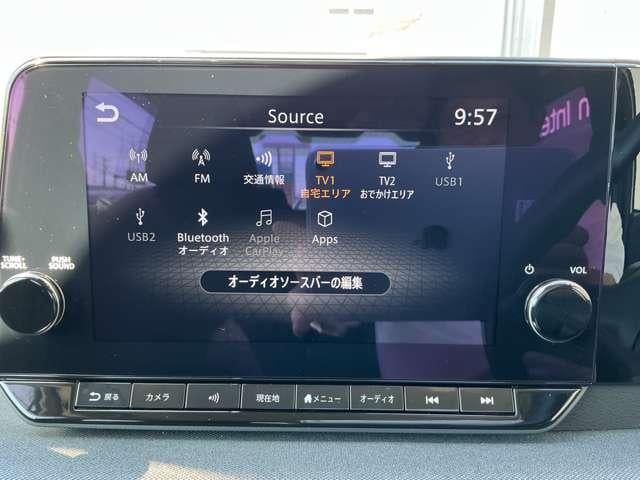 Source
9:57
AM
FM
交通情報
TV1
自宅エリア
TV2
おでかけエリア
USB1
USB2
Bluetooth
オーディオ
Apple
CarPlay
Apps
オーディオソースバーの編集
TUNE・
SCROLL
PUSH
SOUND
VOL
戻る
カメラ
現在地
メニュー
オーディオ
n Inte